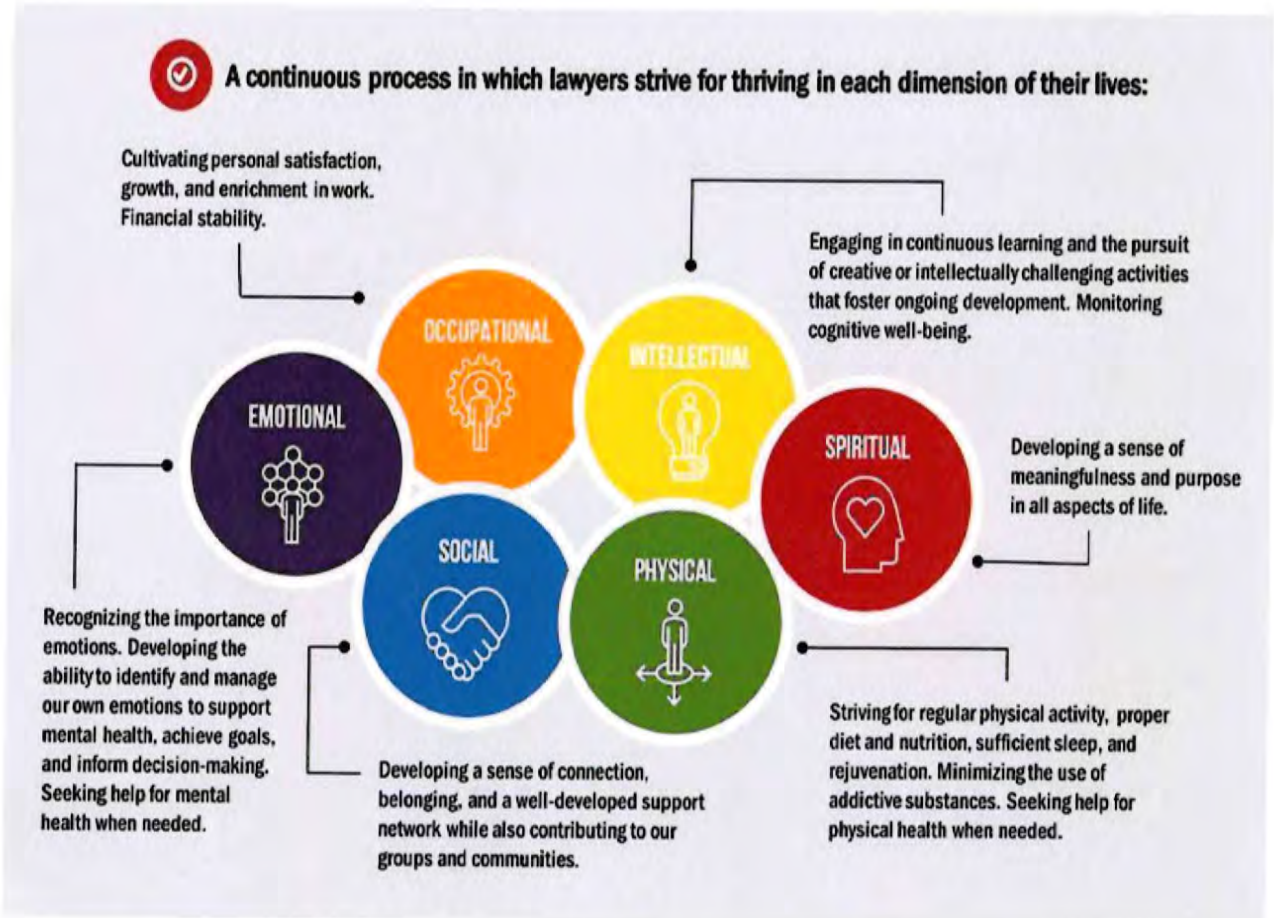 A continuous process in which lawyers strive for thriving in each dimension of their lives:
Cultivating personal satisfaction,
growth, and enrichment in work.
Financial stability.
Engaging in continuous learning and the pursuit
of creative or intellectually challenging activities
that foster ongoing development. Monitoring
cognitive well-being.
OCCUPATIONAL
INTELLECTUAL
EMOTIONAL
SPIRITUAL
Developing a sense of
meaningfulness and purpose
in all aspects of life.
SOCIAL
PHYSICAL
Recognizing the importance of
emotions. Developing the
ability to identify and manage
our own emotions to support
mental health, achieve goals,
and inform decision-making.
Seeking help for mental
health when needed.
Developing a sense of connection,
belonging, and a well-developed support
network while also contributing to our
groups and communities.
Striving for regular physical activity, proper
diet and nutrition, sufficient sleep, and
rejuvenation. Minimizing the use of
addictive substances. Seeking help for
physical health when needed.